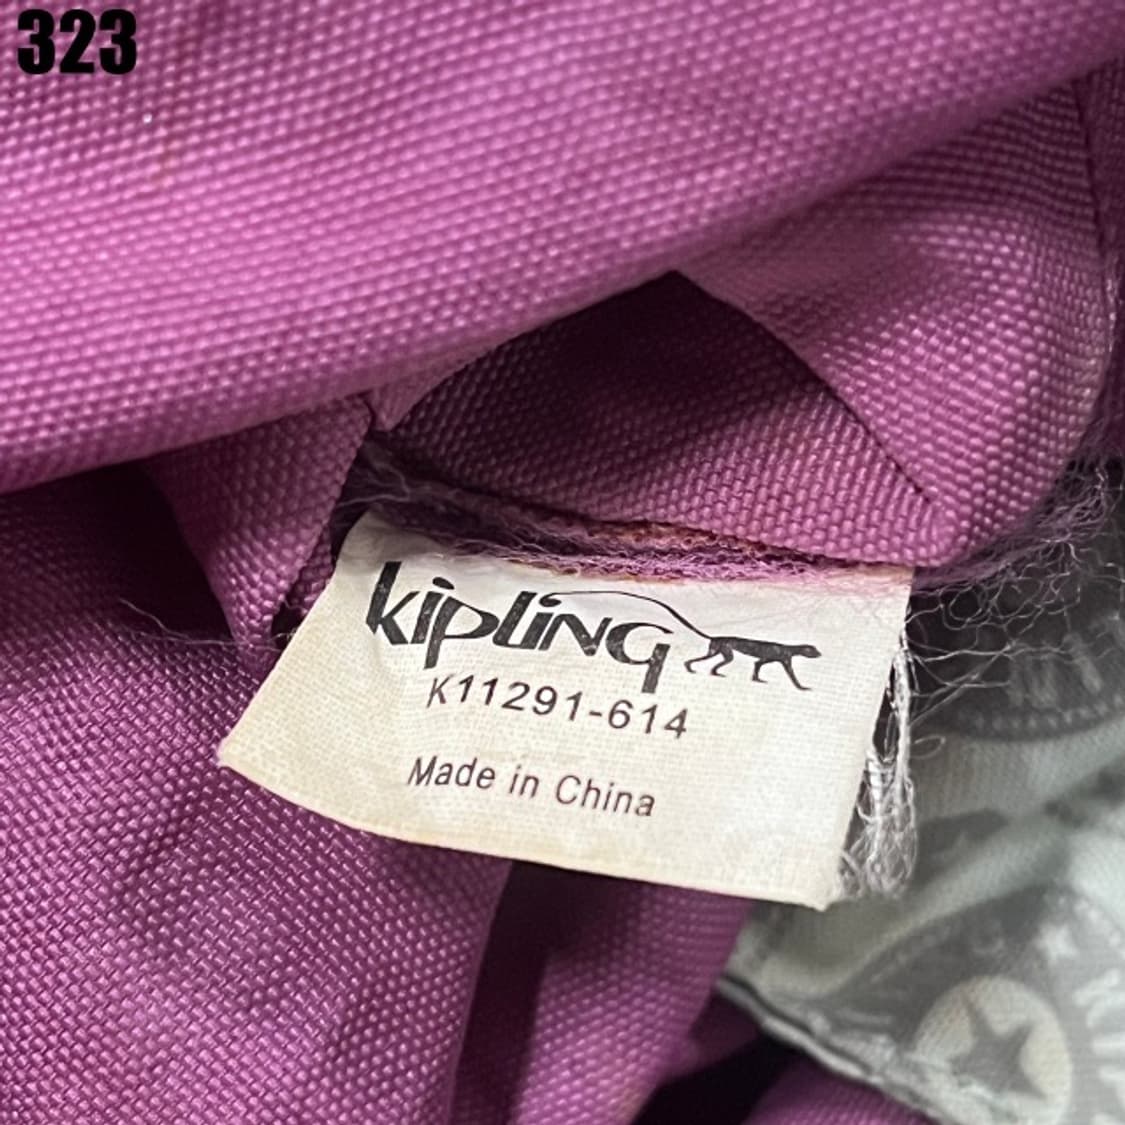 323
kipling
K11291-614
Made in China